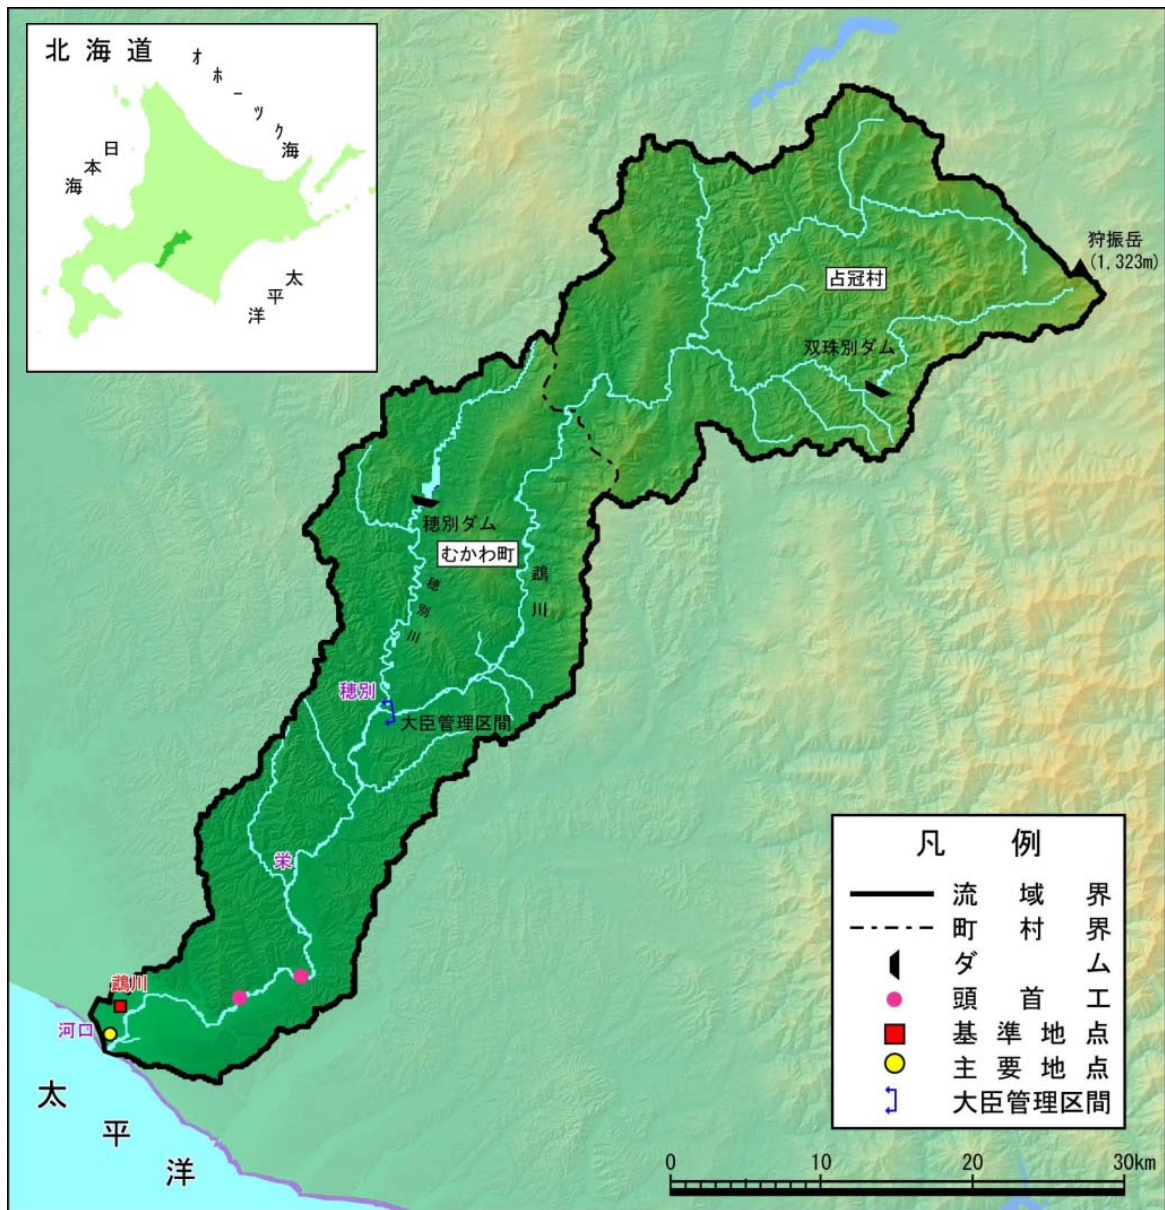 北海道
オホーツク海
日本海
太平洋
狩振岳
(1,323m)
占冠村
双珠別ダム
穂別ダム
むかわ町
鵡川
穂別川
穂別
大臣管理区間
栄
鵡川
河口
太平洋
凡例
流域界
町村界
ダム
頭首工
基準地点
主要地点
大臣管理区間
0 10 20 30km